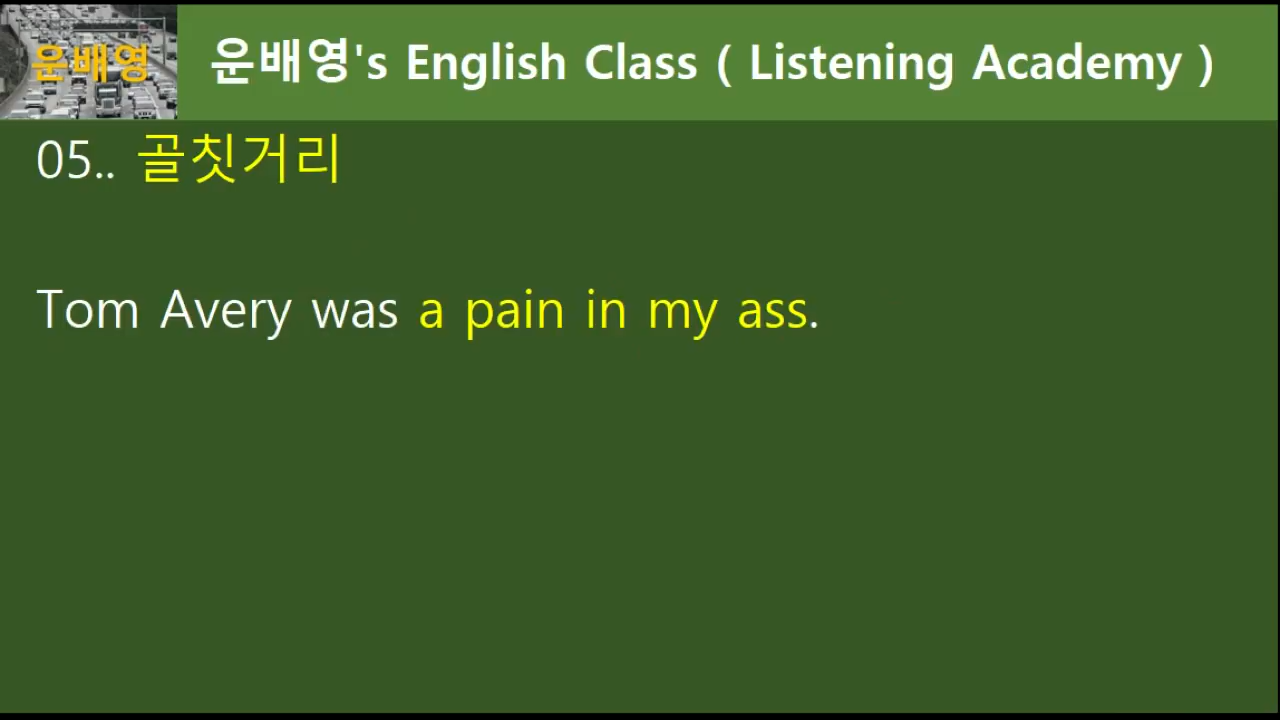 운배영
운배영's English Class ( Listening Academy )
05.. 골칫거리
Tom Avery was a pain in my ass.